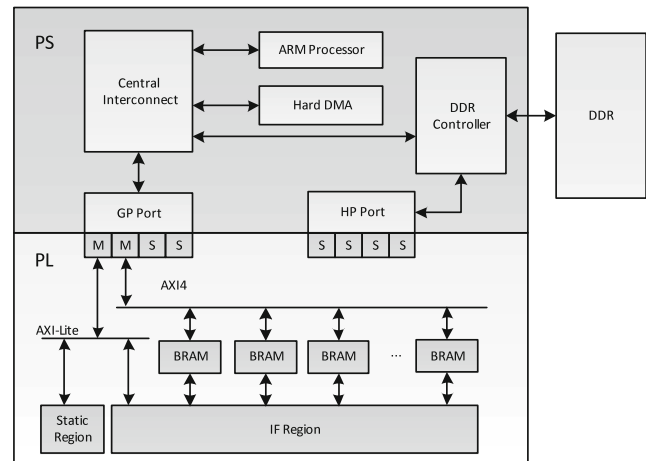 PS
ARM Processor
Central
Interconnect
Hard DMA
DDR
Controller
DDR
GP Port
HP Port
M M S S
S S S S
PL
AXI4
AXI-Lite
BRAM BRAM BRAM ... BRAM
Static
Region
IF Region